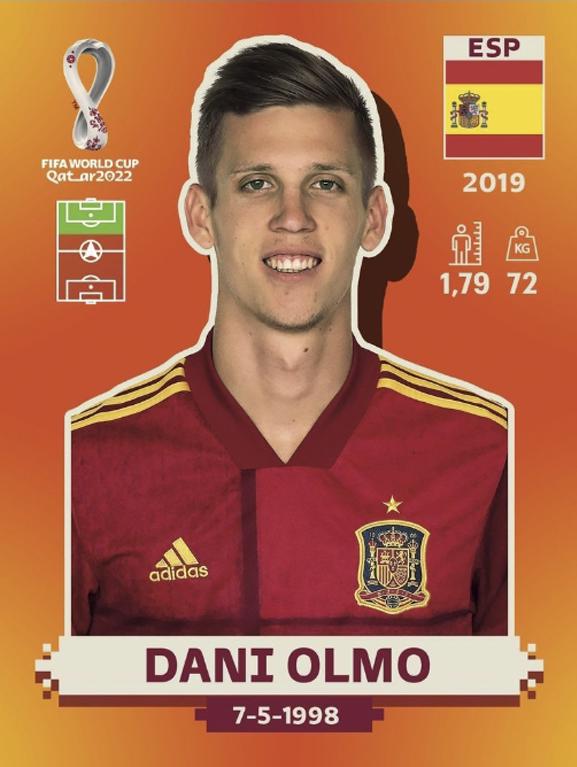 FIFA WORLD CUP
Qatar2022
ESP
2019
KG
1,79 72
adidas
DANI OLMO
7-5-1998